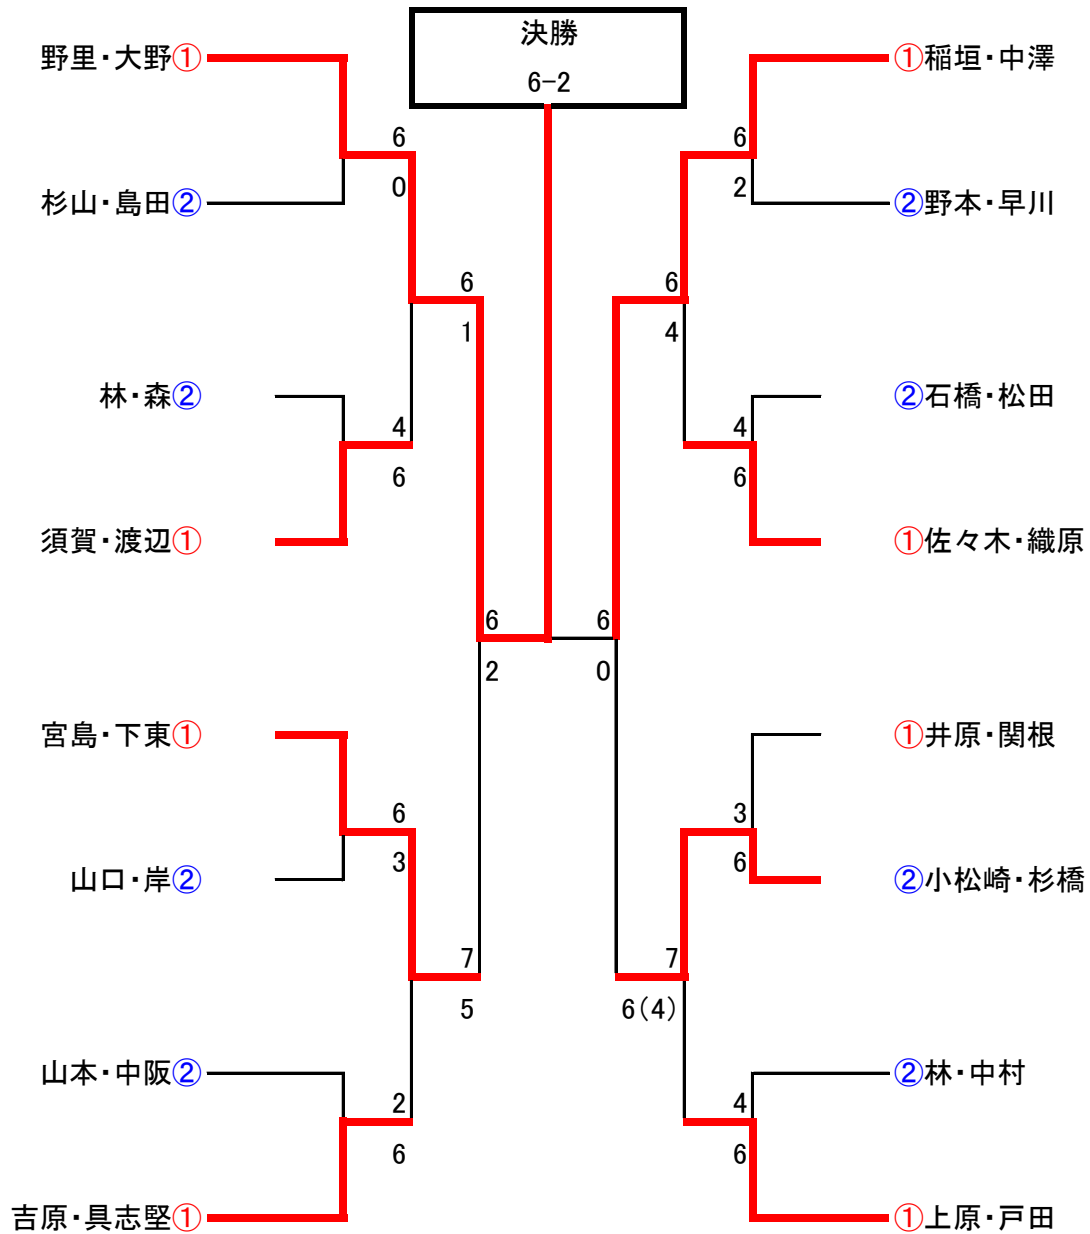 決勝
6-2
野里・大野①
①稲垣・中澤
6
6
0
2
杉山・島田②
②野本・早川
6
6
1
4
林・森②
②石橋・松田
4
4
6
6
須賀・渡辺①
①佐々木・織原
6
6
2
0
宮島・下東①
①井原・関根
6
3
3
6
山口・岸②
②小松崎・杉橋
7
7
5
6(4)
山本・中阪②
②林・中村
2
4
6
6
吉原・具志堅①
①上原・戸田